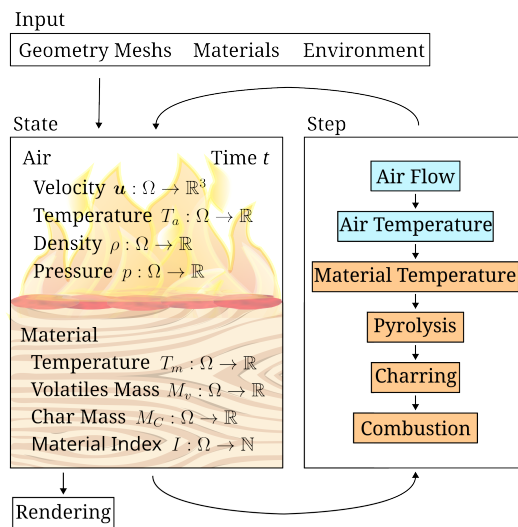 Input
Geometry Meshs Materials Environment
State
Air Time t
Velocity u : Ω → ℝ³
Temperature Tₐ : Ω → ℝ
Density ρ : Ω → ℝ
Pressure p : Ω → ℝ
Material
Temperature Tₘ : Ω → ℝ
Volatiles Mass Mᵥ : Ω → ℝ
Char Mass M_C : Ω → ℝ
Material Index I : Ω → ℕ
Rendering
Step
Air Flow
Air Temperature
Material Temperature
Pyrolysis
Charring
Combustion